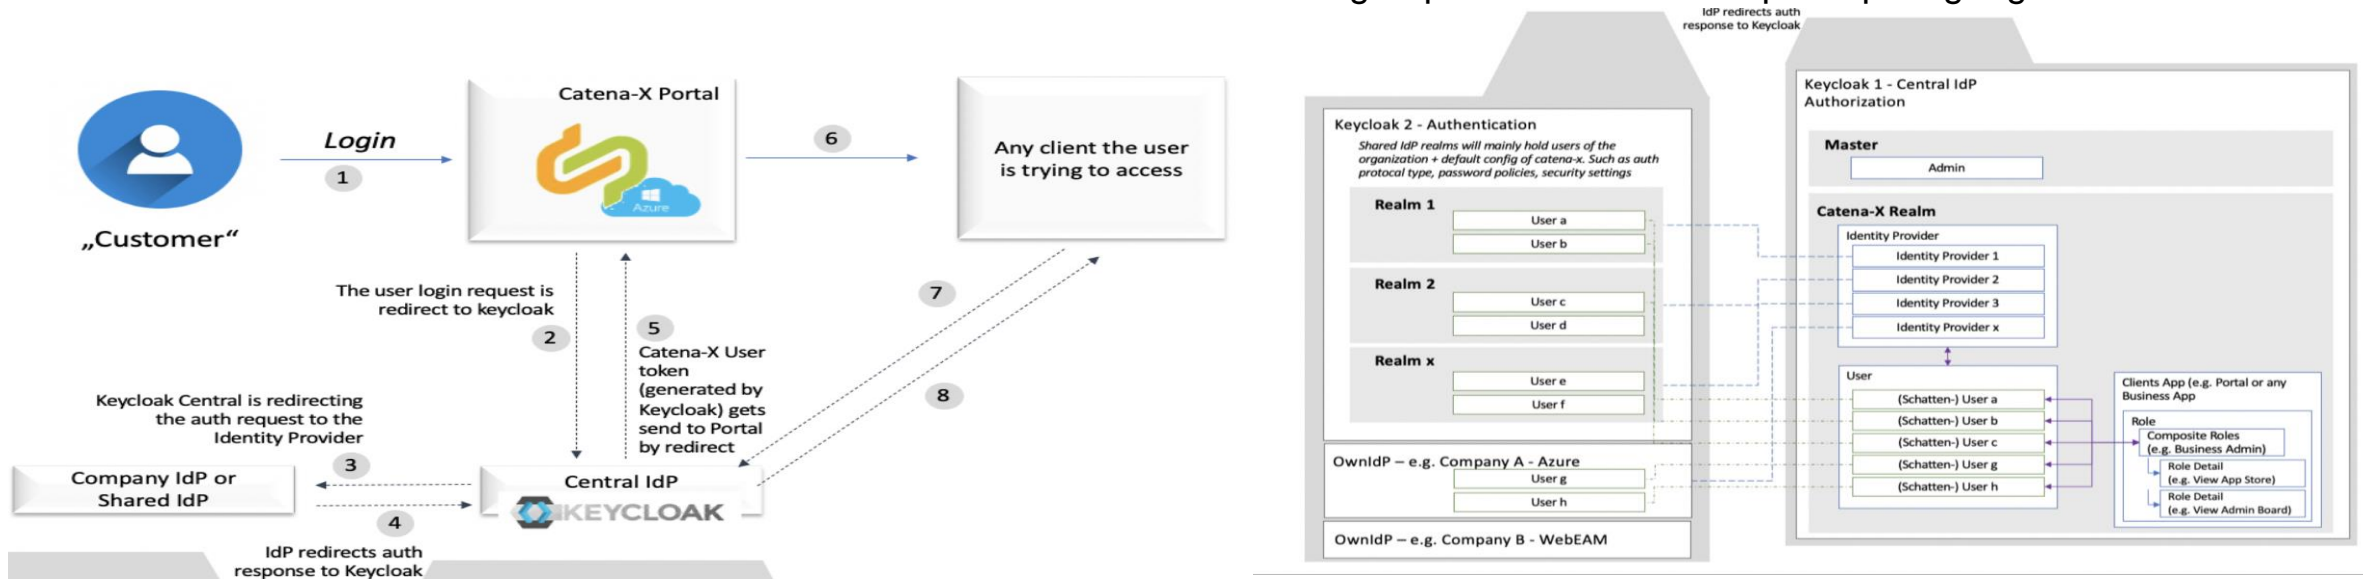 Catena-X Portal
Azure
Login
1
„Customer“
6
Any client the user
is trying to access
The user login request is
redirect to keycloak
2
5
Catena-X User
token
(generated by
Keycloak) gets
send to Portal
by redirect
7
8
Keycloak Central is redirecting
the auth request to the
Identity Provider
3
Company IdP or
Shared IdP
4
Central IdP
KEYCLOAK
IdP redirects auth
response to Keycloak
IdP redirects auth
response to Keycloak
Keycloak 2 - Authentication
Shared IdP realms will mainly hold users of the
organization + default config of catena-x. Such as auth
protocal type, password policies, security settings
Realm 1
User a
User b
Realm 2
User c
User d
Realm x
User e
User f
OwnIdP – e.g. Company A - Azure
User g
User h
OwnIdP – e.g. Company B - WebEAM
Keycloak 1 - Central IdP
Authorization
Master
Admin
Catena-X Realm
Identity Provider
Identity Provider 1
Identity Provider 2
Identity Provider 3
Identity Provider x
User
(Schatten-) User a
(Schatten-) User b
(Schatten-) User c
(Schatten-) User g
(Schatten-) User h
Clients App (e.g. Portal or any
Business App
Role
Composite Roles
(e.g. Business Admin)
Role Detail
(e.g. View App Store)
Role Detail
(e.g. View Admin Board)